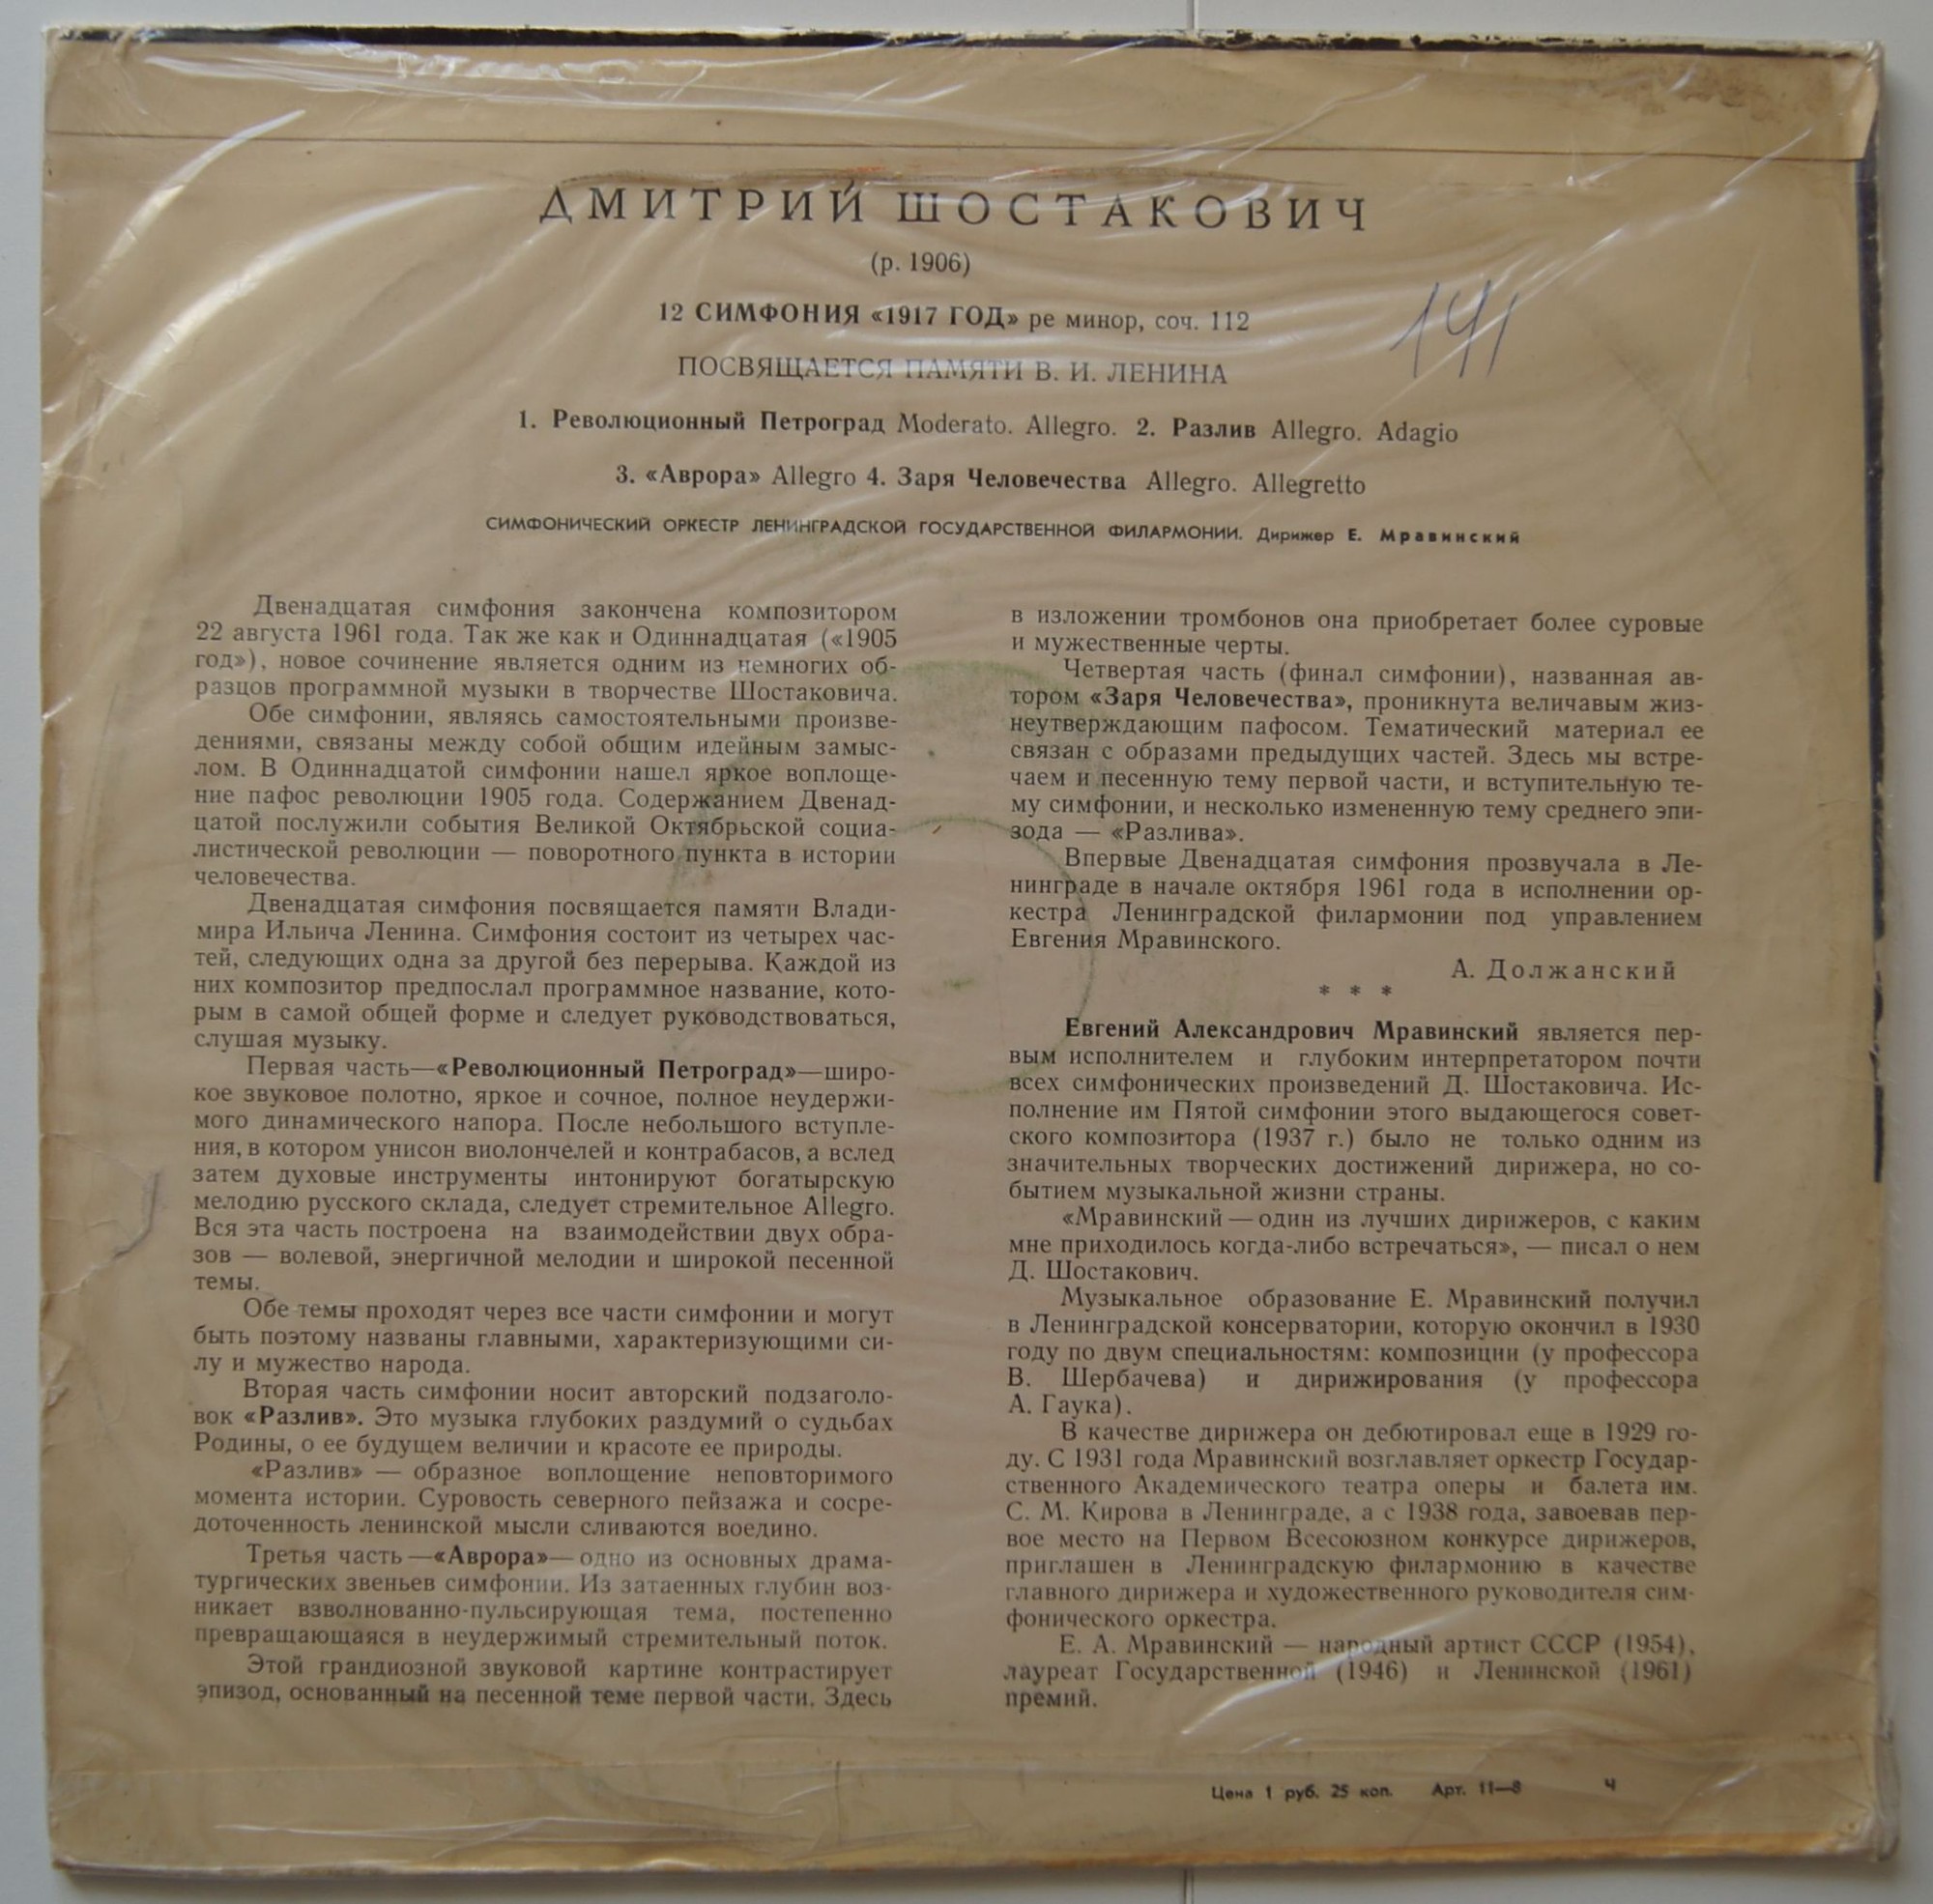 ДМИТРИЙ ШОСТАКОВИЧ
(р. 1906)
12 СИМФОНИЯ «1917 ГОД» ре минор, соч. 112
ПОСВЯЩАЕТСЯ ПАМЯТИ В. И. ЛЕНИНА
141
1. Революционный Петроград Moderato. Allegro. 2. Разлив Allegro. Adagio
3. «Аврора» Allegro 4. Заря Человечества Allegro. Allegretto
СИМФОНИЧЕСКИЙ ОРКЕСТР ЛЕНИНГРАДСКОЙ ГОСУДАРСТВЕННОЙ ФИЛАРМОНИИ. Дирижер Е. Мравинский
Двенадцатая симфония закончена композитором
22 августа 1961 года. Так же как и Одиннадцатая («1905
год»), новое сочинение является одним из немногих об-
разцов программной музыки в творчестве Шостаковича.
Обе симфонии, являясь самостоятельными произве-
дениями, связаны между собой общим идейным замыс-
лом. В Одиннадцатой симфонии нашел яркое воплоще-
ние пафос революции 1905 года. Содержанием Двенад-
цатой послужили события Великой Октябрьской социа-
листической революции — поворотного пункта в истории
человечества.
Двенадцатая симфония посвящается памяти Влади-
мира Ильича Ленина. Симфония состоит из четырех час-
тей, следующих одна за другой без перерыва. Каждой из
них композитор предпослал программное название, кото-
рым в самой общей форме и следует руководствоваться,
слушая музыку.
Первая часть—«Революционный Петроград»—широ-
кое звуковое полотно, яркое и сочное, полное неудержи-
мого динамического напора. После небольшого вступле-
ния, в котором унисон виолончелей и контрабасов, а вслед
затем духовые инструменты интонируют богатырскую
мелодию русского склада, следует стремительное Allegro.
Вся эта часть построена на взаимодействии двух обра-
зов — волевой, энергичной мелодии и широкой песенной
темы.
Обе темы проходят через все части симфонии и могут
быть поэтому названы главными, характеризующими си-
лу и мужество народа.
Вторая часть симфонии носит авторский подзаголо-
вок «Разлив». Это музыка глубоких раздумий о судьбах
Родины, о ее будущем величии и красоте ее природы.
«Разлив» — образное воплощение неповторимого
момента истории. Суровость северного пейзажа и сосре-
доточенность ленинской мысли сливаются воедино.
Третья часть—«Аврора»—одно из основных драма-
тургических звеньев симфонии. Из затаенных глубин воз-
никает взволнованно-пульсирующая тема, постепенно
превращающаяся в неудержимый стремительный поток.
Этой грандиозной звуковой картине контрастирует
эпизод, основанный на песенной теме первой части. Здесь
в изложении тромбонов она приобретает более суровые
и мужественные черты.
Четвертая часть (финал симфонии), названная ав-
тором «Заря Человечества», проникнута величавым жиз-
неутверждающим пафосом. Тематический материал ее
связан с образами предыдущих частей. Здесь мы встре-
чаем и песенную тему первой части, и вступительную те-
му симфонии, и несколько измененную тему среднего эпи-
зода — «Разлива».
Впервые Двенадцатая симфония прозвучала в Ле-
нинграде в начале октября 1961 года в исполнении ор-
кестра Ленинградской филармонии под управлением
Евгения Мравинского.
А. Должанский
* * *
Евгений Александрович Мравинский является пер-
вым исполнителем и глубоким интерпретатором почти
всех симфонических произведений Д. Шостаковича. Ис-
полнение им Пятой симфонии этого выдающегося совет-
ского композитора (1937 г.) было не только одним из
значительных творческих достижений дирижера, но со-
бытием музыкальной жизни страны.
«Мравинский — один из лучших дирижеров, с каким
мне приходилось когда-либо встречаться», — писал о нем
Д. Шостакович.
Музыкальное образование Е. Мравинский получил
в Ленинградской консерватории, которую окончил в 1930
году по двум специальностям: композиции (у профессора
В. Шербачева) и дирижирования (у профессора
А. Гаука).
В качестве дирижера он дебютировал еще в 1929 го-
ду. С 1931 года Мравинский возглавляет оркестр Государ-
ственного Академического театра оперы и балета им.
С. М. Кирова в Ленинграде, а с 1938 года, завоевав пер-
вое место на Первом Всесоюзном конкурсе дирижеров,
приглашен в Ленинградскую филармонию в качестве
главного дирижера и художественного руководителя сим-
фонического оркестра.
Е. А. Мравинский — народный артист СССР (1954),
лауреат Государственной (1946) и Ленинской (1961)
премий.
Цена 1 руб. 25 коп. Арт. 11—8 Ч